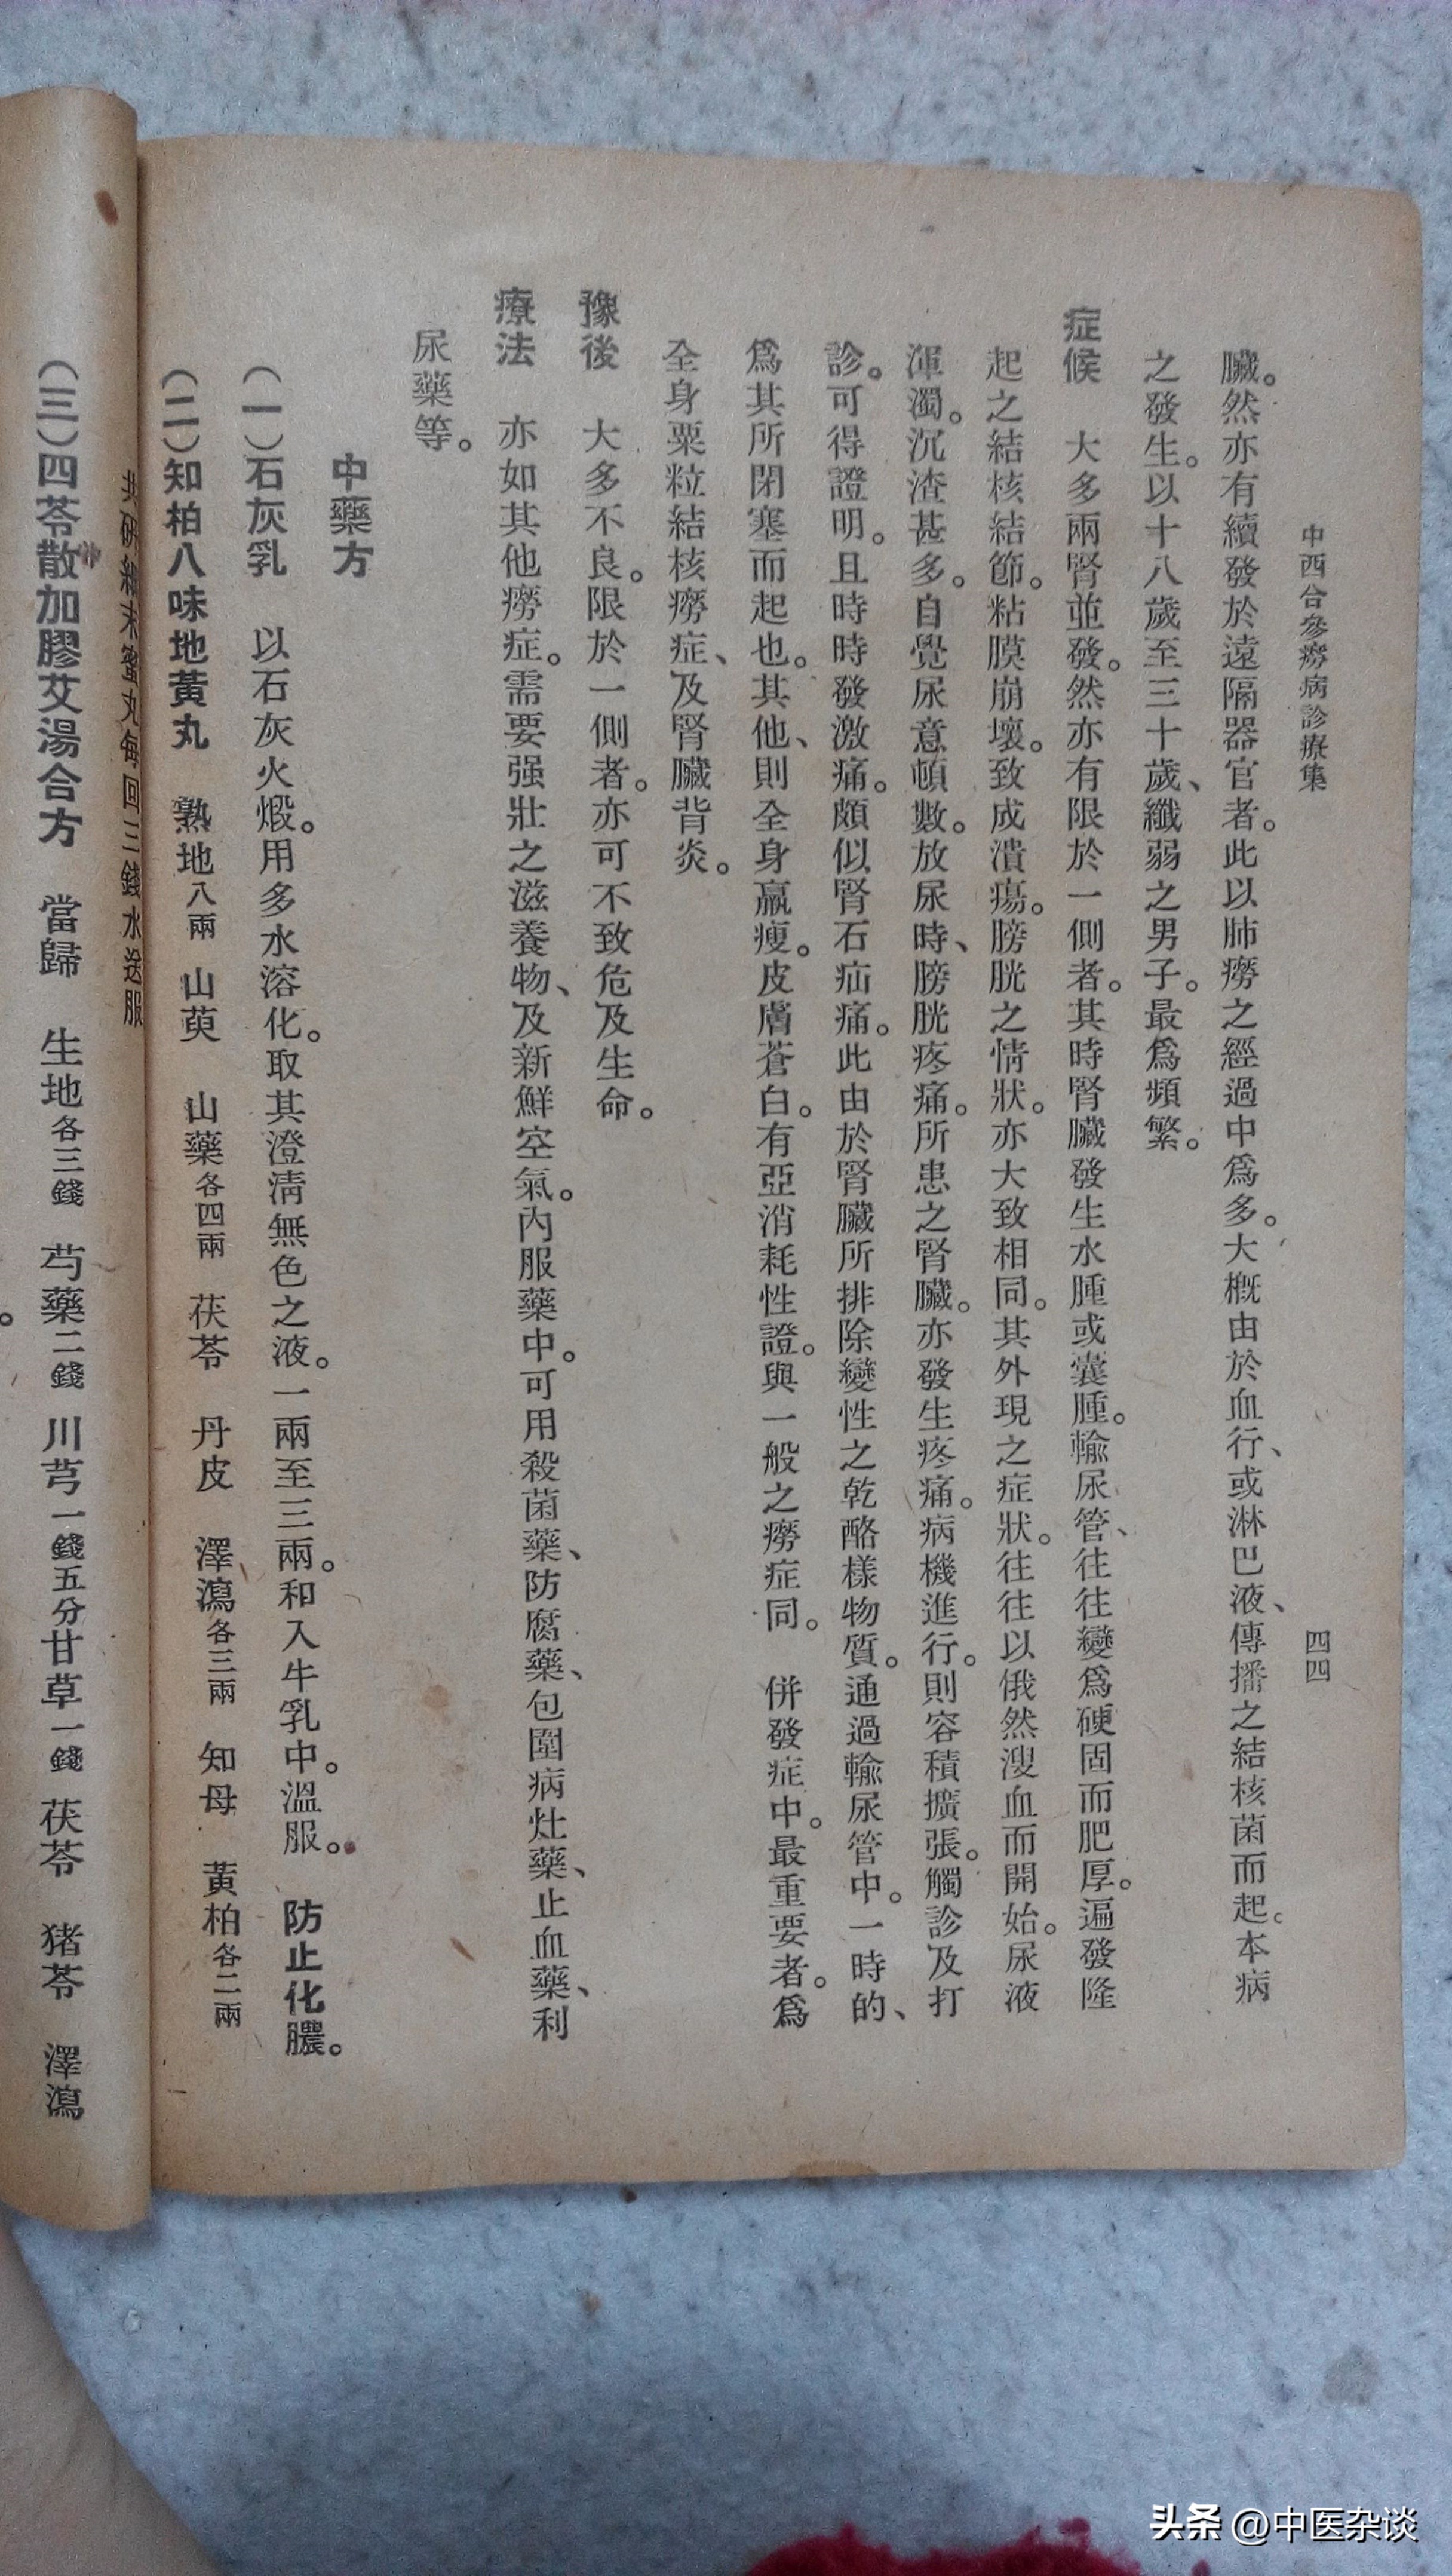 中西合參癆病診療集
四四
臟。然亦有續發於遠隔器官者。此以肺癆之經過中爲多。大概由於血行、或淋巴液、傳播之結核菌而起。本病
之發生。以十八歲至三十歲、纖弱之男子。最爲頻繁。
症候　大多兩腎並發。然亦有限於一側者。其時腎臟發生水腫或囊腫。輸尿管、往往變爲硬固而肥厚。遍發隆
起之結核結節。粘膜崩壞。致成潰瘍。膀胱之情狀。亦大致相同。其外現之症狀。往往以俄然溲血而開始。尿液
渾濁。沉渣甚多。自覺尿意頓數。放尿時、膀胱疼痛。所患之腎臟。亦發生疼痛。病機進行。則容積擴張。觸診及打
診。可得證明。且時時發激痛。頗似腎石疝痛。此由於腎臟所排除變性之乾酪樣物質。通過輸尿管中。一時的、
爲其所閉塞而起也。其他、則全身羸瘦。皮膚蒼白。有亞消耗性證。與一般之癆症同。　併發症中。最重要者。爲
全身粟粒結核癆症、及腎臟背炎。
豫後　大多不良。限於一側者。亦可不致危及生命。
療法　亦如其他癆症。需要强壯之滋養物、及新鮮空氣。內服藥中。可用殺菌藥、防腐藥、包圍病灶藥、止血藥、利
尿藥等。
中藥方
（一）石灰乳　以石灰火煅。用多水溶化。取其澄淸無色之液。一兩至三兩。和入牛乳中。溫服。　防止化膿。
（二）知柏八味地黃丸　熟地八兩　山萸　山藥各四兩　茯苓　丹皮　澤瀉各三兩　知母　黃柏各二兩
共研細末蜜丸每回三錢水送服
（三）四苓散加膠艾湯合方　當歸　生地各三錢　芍藥二錢　川芎一錢五分　甘草一錢　茯苓　猪苓　澤瀉
头条 @中医杂谈